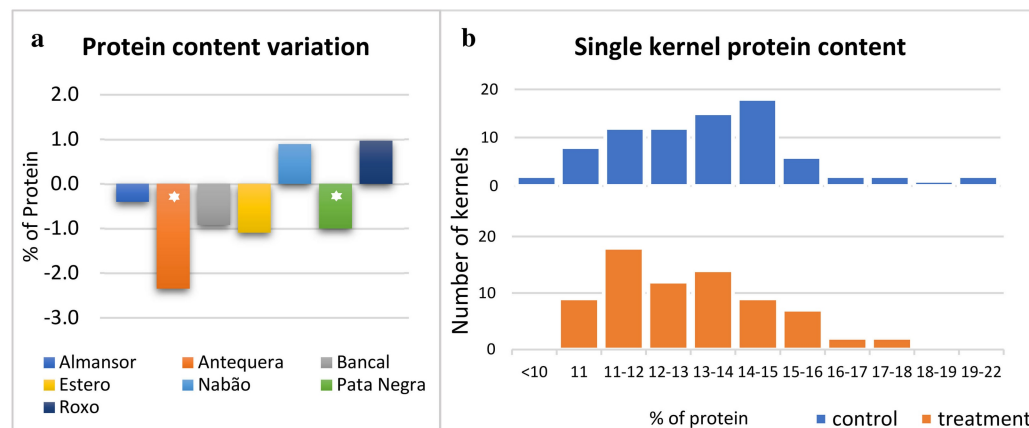 a
Protein content variation
2.0
1.0
0.0
-1.0
-2.0
-3.0
% of Protein
Almansor Antequera Bancal
Estero Nabão Pata Negra
Roxo
b
Single kernel protein content
20
10
0
20
10
0
Number of kernels
<10 11 11-12 12-13 13-14 14-15 15-16 16-17 17-18 18-19 19-22
% of protein control treatment